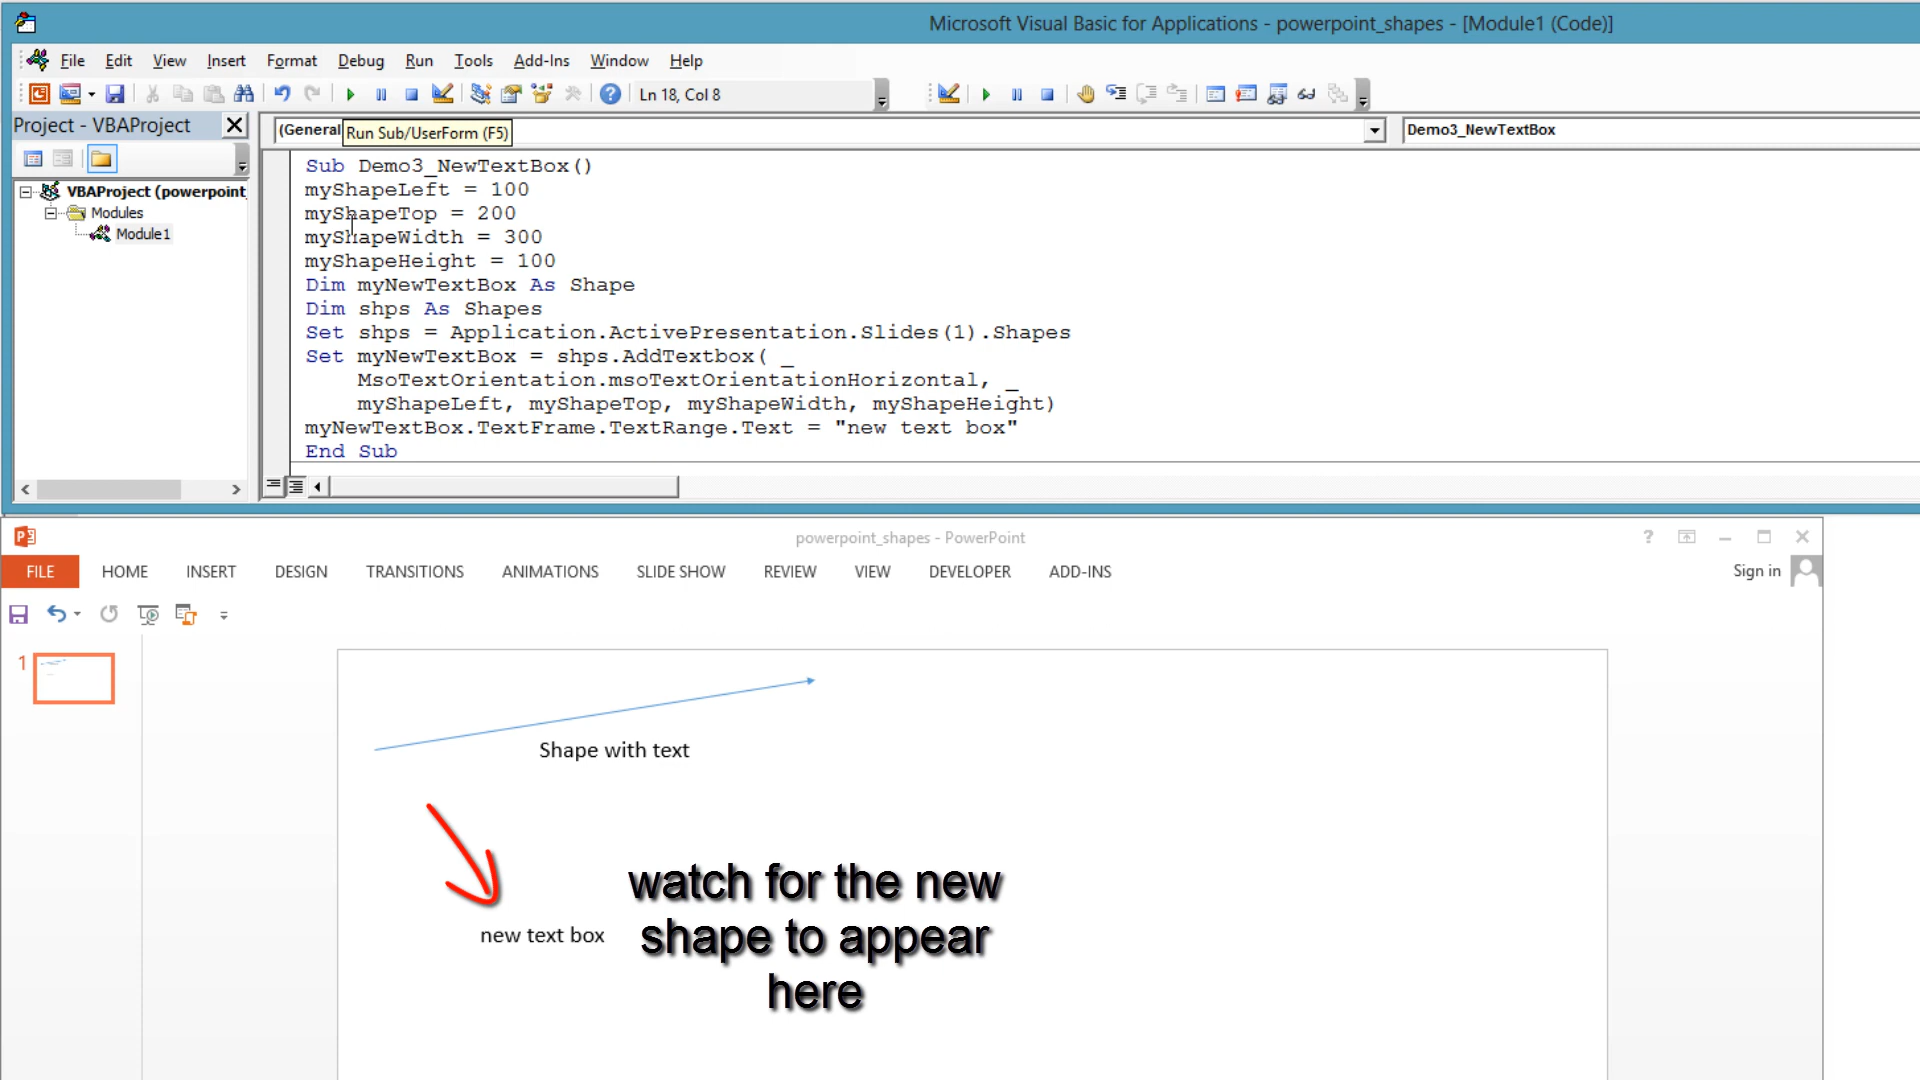 Microsoft Visual Basic for Applications - powerpoint_shapes - [Module1 (Code)]
File Edit View Insert Format Debug Run Tools Add-Ins Window Help
Ln 18, Col 8
Project - VBAProject
(General
Run Sub/UserForm (F5)
Demo3_NewTextBox
VBAProject (powerpoint
Modules
Module1
Sub Demo3_NewTextBox()
myShapeLeft = 100
myShapeTop = 200
myShapeWidth = 300
myShapeHeight = 100
Dim myNewTextBox As Shape
Dim shps As Shapes
Set shps = Application.ActivePresentation.Slides(1).Shapes
Set myNewTextBox = shps.AddTextbox( _
MsoTextOrientation.msoTextOrientationHorizontal, _
myShapeLeft, myShapeTop, myShapeWidth, myShapeHeight)
myNewTextBox.TextFrame.TextRange.Text = "new text box"
End Sub
powerpoint_shapes - PowerPoint
FILE HOME INSERT DESIGN TRANSITIONS ANIMATIONS SLIDE SHOW REVIEW VIEW DEVELOPER ADD-INS
Sign in
1
Shape with text
new text box
watch for the new
shape to appear
here